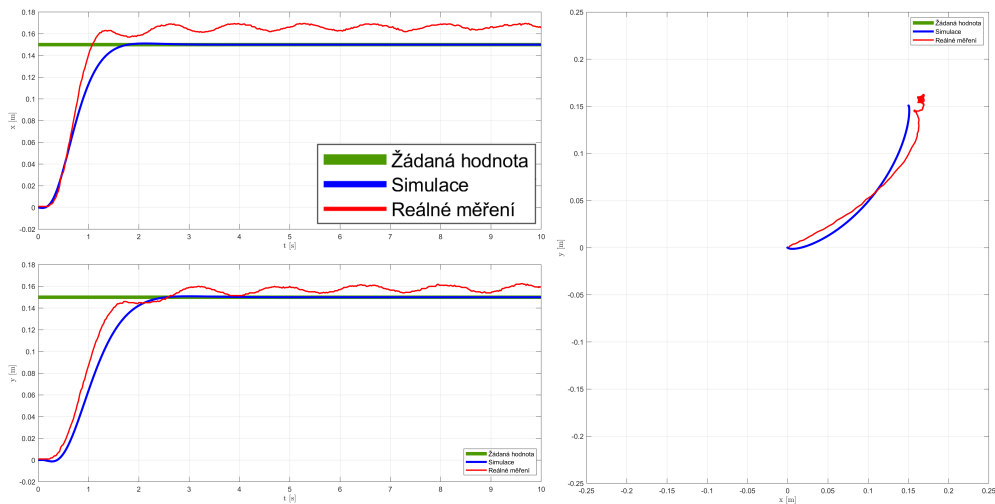 0.18
0.16
0.14
0.12
0.1
0.08
0.06
0.04
0.02
0
-0.02
x [m]
0 1 2 3 4 5 6 7 8 9 10
t [s]
Žádaná hodnota
Simulace
Reálné měření
0.18
0.16
0.14
0.12
0.1
0.08
0.06
0.04
0.02
0
-0.02
y [m]
0 1 2 3 4 5 6 7 8 9 10
t [s]
Žádaná hodnota
Simulace
Reálné měření
0.25
0.2
0.15
0.1
0.05
0
-0.05
-0.1
-0.15
-0.2
-0.25
y [m]
-0.25 -0.2 -0.15 -0.1 -0.05 0 0.05 0.1 0.15 0.2 0.25
x [m]
Žádaná hodnota
Simulace
Reálné měření